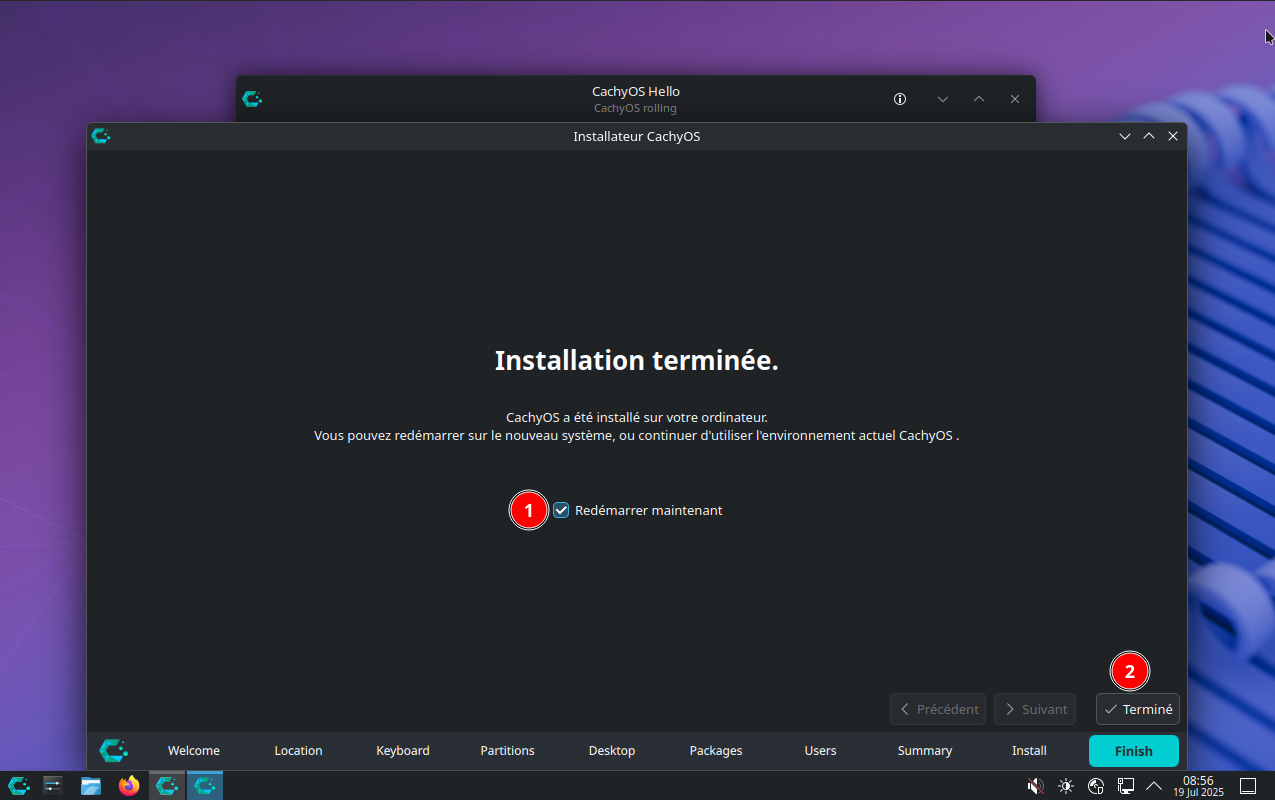 CachyOS Hello
CachyOS rolling
Installateur CachyOS
Installation terminée.
CachyOS a été installé sur votre ordinateur.
Vous pouvez redémarrer sur le nouveau système, ou continuer d'utiliser l'environnement actuel CachyOS .
1 Redémarrer maintenant
2
Précédent Suivant Terminé
Welcome Location Keyboard Partitions Desktop Packages Users Summary Install Finish
08:56
19 Jul 2025